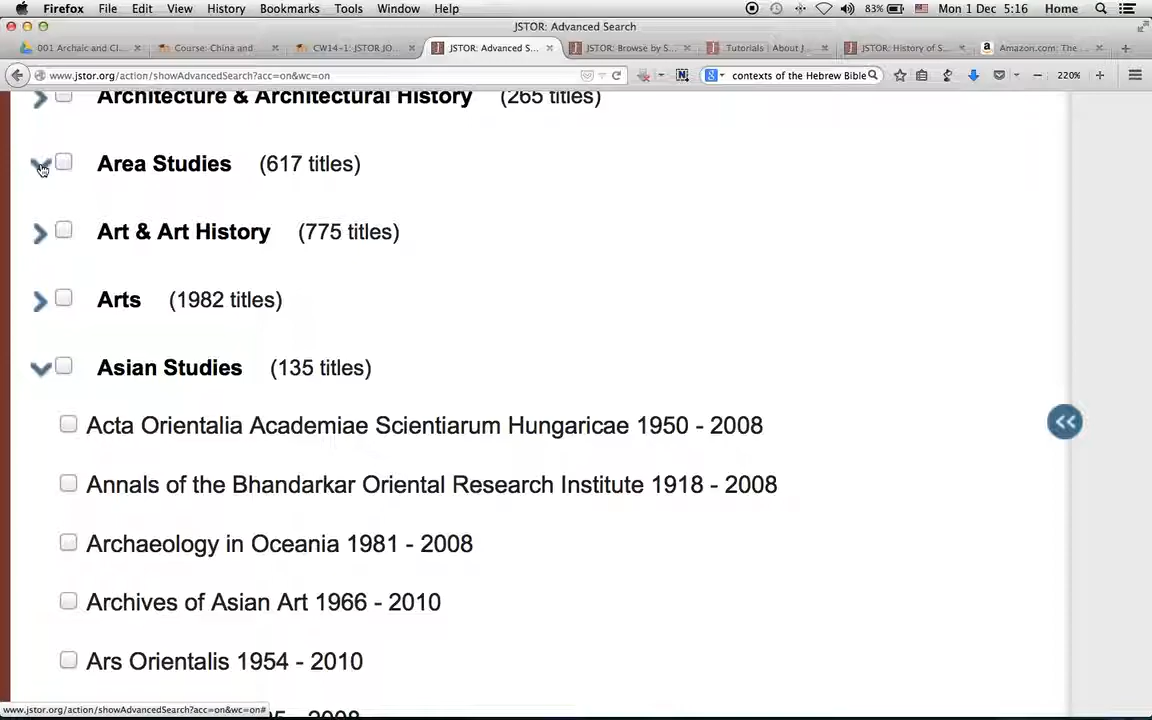 Firefox File Edit View History Bookmarks Tools Window Help 83% Mon 1 Dec 5:16 Home
JSTOR: Advanced Search
001 Archaic and Cl... Course: China and CW14-1: JSTOR JO... JSTOR: Advanced S... JSTOR: Browse by S... Tutorials | About J... JSTOR: History of S... Amazon.com: The ...
www.jstor.org/action/showAdvancedSearch?acc=on&wc=on contexts of the Hebrew Bible 220%
Architecture & Architectural History (265 titles)
Area Studies (617 titles)
Art & Art History (775 titles)
Arts (1982 titles)
Asian Studies (135 titles)
Acta Orientalia Academiae Scientiarum Hungaricae 1950 - 2008
Annals of the Bhandarkar Oriental Research Institute 1918 - 2008
Archaeology in Oceania 1981 - 2008
Archives of Asian Art 1966 - 2010
Ars Orientalis 1954 - 2010
www.jstor.org/action/showAdvancedSearch?acc=on&wc=on#